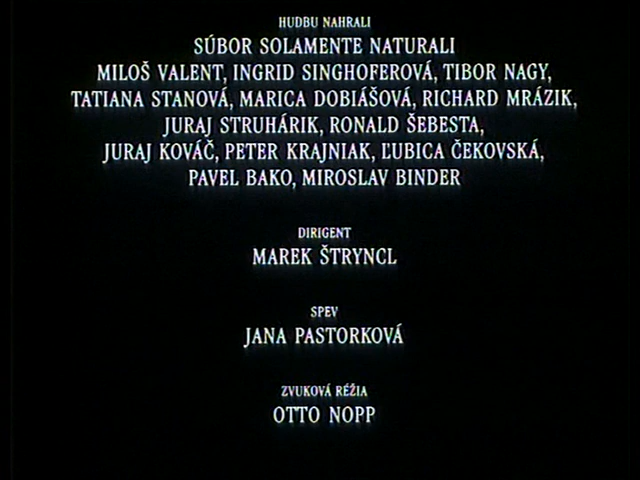 HUDBU NAHRALI
SÚBOR SOLAMENTE NATURALI
MILOŠ VALENT, INGRID SINGHOFEROVÁ, TIBOR NAGY,
TATIANA STANOVÁ, MARICA DOBIÁŠOVÁ, RICHARD MRÁZIK,
JURAJ STRUHÁRIK, RONALD ŠEBESTA,
JURAJ KOVÁČ, PETER KRAJNIAK, ĽUBICA ČEKOVSKÁ,
PAVEL BAKO, MIROSLAV BINDER
DIRIGENT
MAREK ŠTRYNCL
SPEV
JANA PASTORKOVÁ
ZVUKOVÁ RÉŽIA
OTTO NOPP